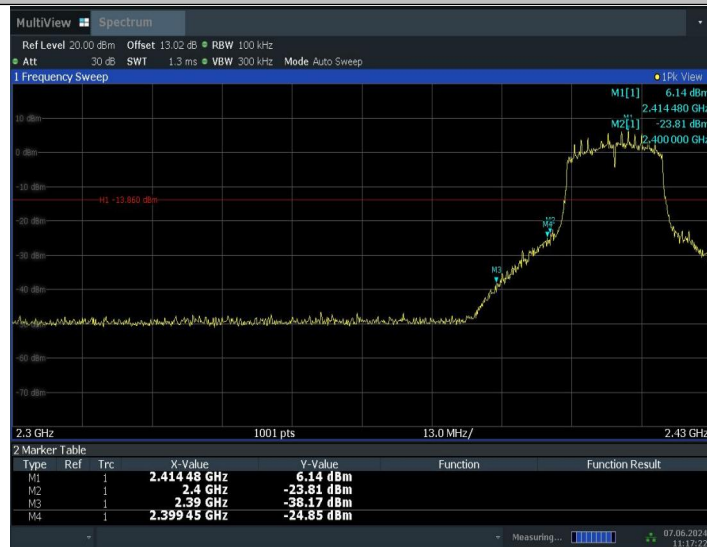 MultiView Spectrum
Ref Level 20.00 dBm Offset 13.02 dB RBW 100 kHz
Att 30 dB SWT 1.3 ms VBW 300 kHz Mode Auto Sweep
1 Frequency Sweep 1Pk View
M1[1] 6.14 dBm
2.414 480 GHz
M2[1] -23.81 dBm
2.400 000 GHz
10 dBm
0 dBm
-10 dBm
H1 -13.860 dBm
-20 dBm
M4
-30 dBm
M3
-40 dBm
-60 dBm
-70 dBm
2.3 GHz 1001 pts 13.0 MHz/ 2.43 GHz
2 Marker Table
Type Ref Trc X-Value Y-Value Function Function Result
M1 1 2.414 48 GHz 6.14 dBm
M2 1 2.4 GHz -23.81 dBm
M3 1 2.39 GHz -38.17 dBm
M4 1 2.399 45 GHz -24.85 dBm
Measuring... 07.06.2024
11:17:22